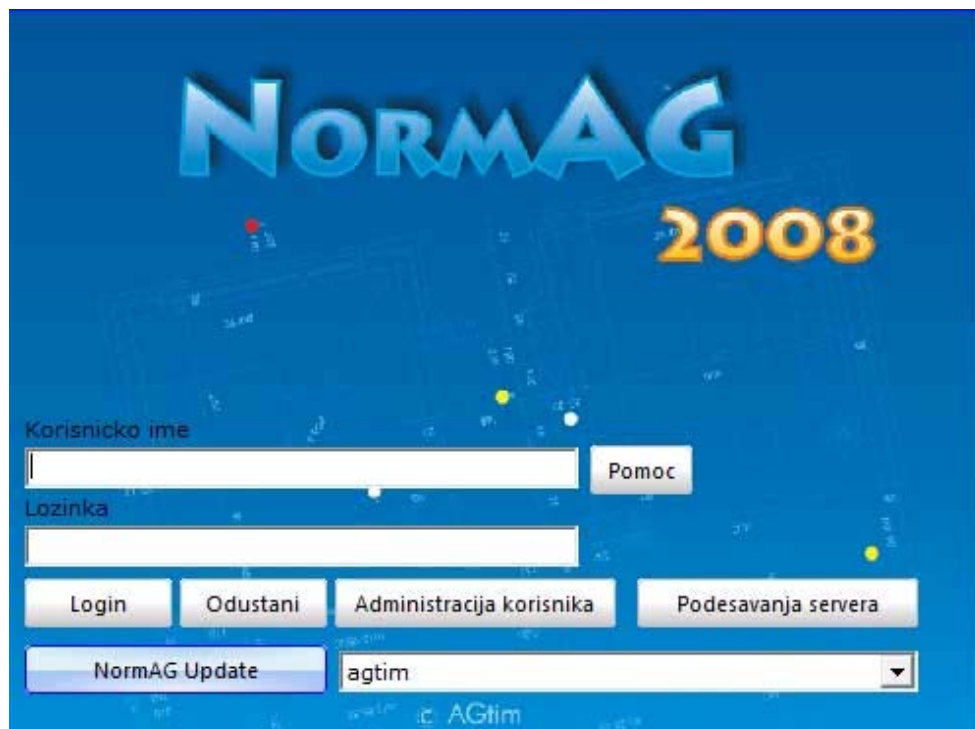 NormAG
2008
Korisnicko ime
Pomoc
Lozinka
Login Odustani Administracija korisnika Podesavanja servera
NormAG Update agtim
c AGtim